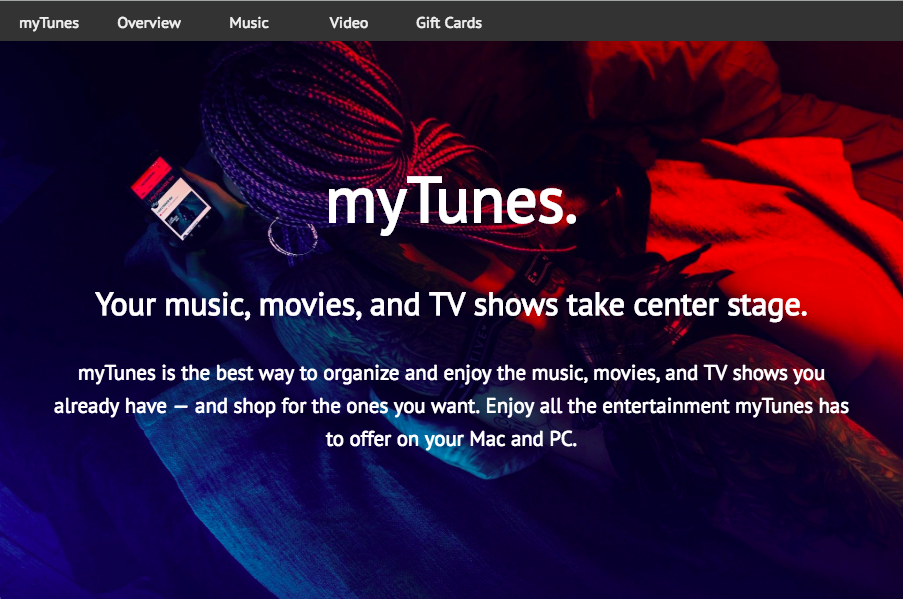 myTunes Overview Music Video Gift Cards
myTunes.
Your music, movies, and TV shows take center stage.
myTunes is the best way to organize and enjoy the music, movies, and TV shows you
already have — and shop for the ones you want. Enjoy all the entertainment myTunes has
to offer on your Mac and PC.